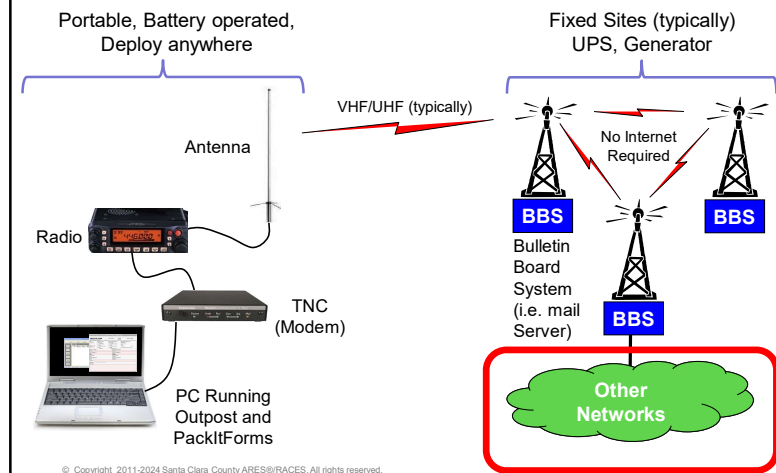 Portable, Battery operated,
Deploy anywhere
Fixed Sites (typically)
UPS, Generator
VHF/UHF (typically)
Antenna
No Internet
Required
Radio
BBS
BBS
Bulletin
Board
System
(i.e. mail
Server)
BBS
TNC
(Modem)
PC Running
Outpost and
PackItForms
Other
Networks
© Copyright 2011-2024 Santa Clara County ARES®/RACES. All rights reserved.